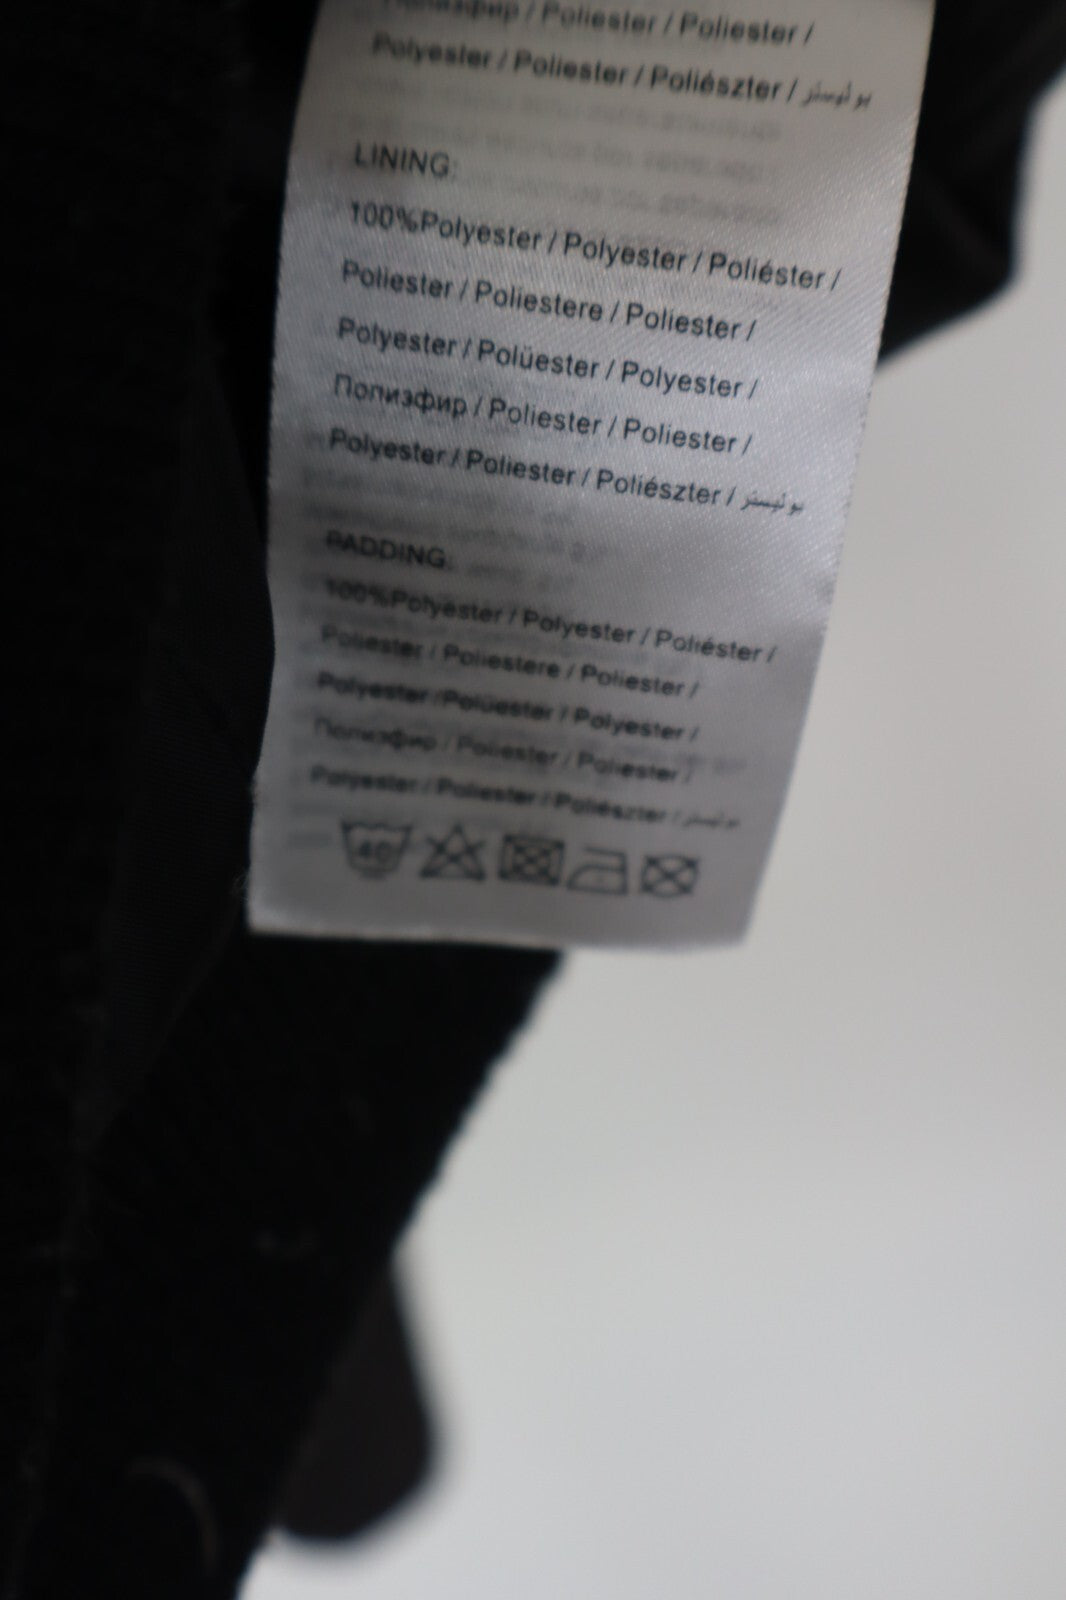 Полизфир / Poliester / Poliester /
Polyester / Poliester / Poliészter / بوليستر
LINING:
100%Polyester / Polyester / Poliéster /
Poliester / Poliestere / Poliester /
Polyester / Polüester / Polyester /
Полизфир / Poliester / Poliester /
Polyester / Poliester / Poliészter / بوليستر
PADDING:
100%Polyester / Polyester / Poliéster /
Poliester / Poliestere / Poliester /
Polyester / Polüester / Polyester /
Полизфир / Poliester / Poliester /
Polyester / Poliester / Poliészter / بوليستر
40